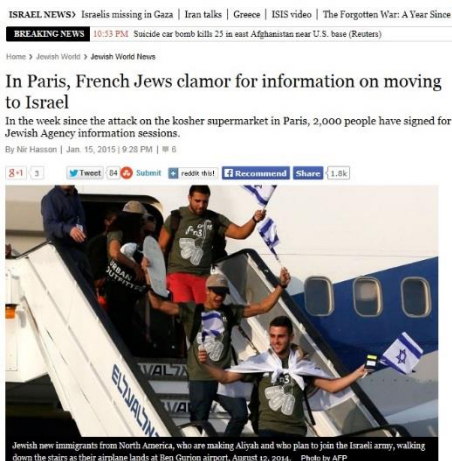 ISRAEL NEWS> Israelis missing in Gaza | Iran talks | Greece | ISIS video | The Forgotten War: A Year Since
BREAKING NEWS 10:53 PM Suicide car bomb kills 25 in east Afghanistan near U.S. base (Reuters)
Home > Jewish World > Jewish World News
In Paris, French Jews clamor for information on moving
to Israel
In the week since the attack on the kosher supermarket in Paris, 2,000 people have signed for
Jewish Agency information sessions.
By Nir Hasson | Jan. 15, 2015 | 9:28 PM | 6
g+1 3 Tweet 84 Submit reddit this! Recommend Share 1.8k
URBAN
OUTFITTERS
ELVALVAL
Jewish new immigrants from North America, who are making Aliyah and who plan to join the Israeli army, walking
down the stairs as their airplane lands at Ben Gurion airport, August 12, 2014. Photo by AFP